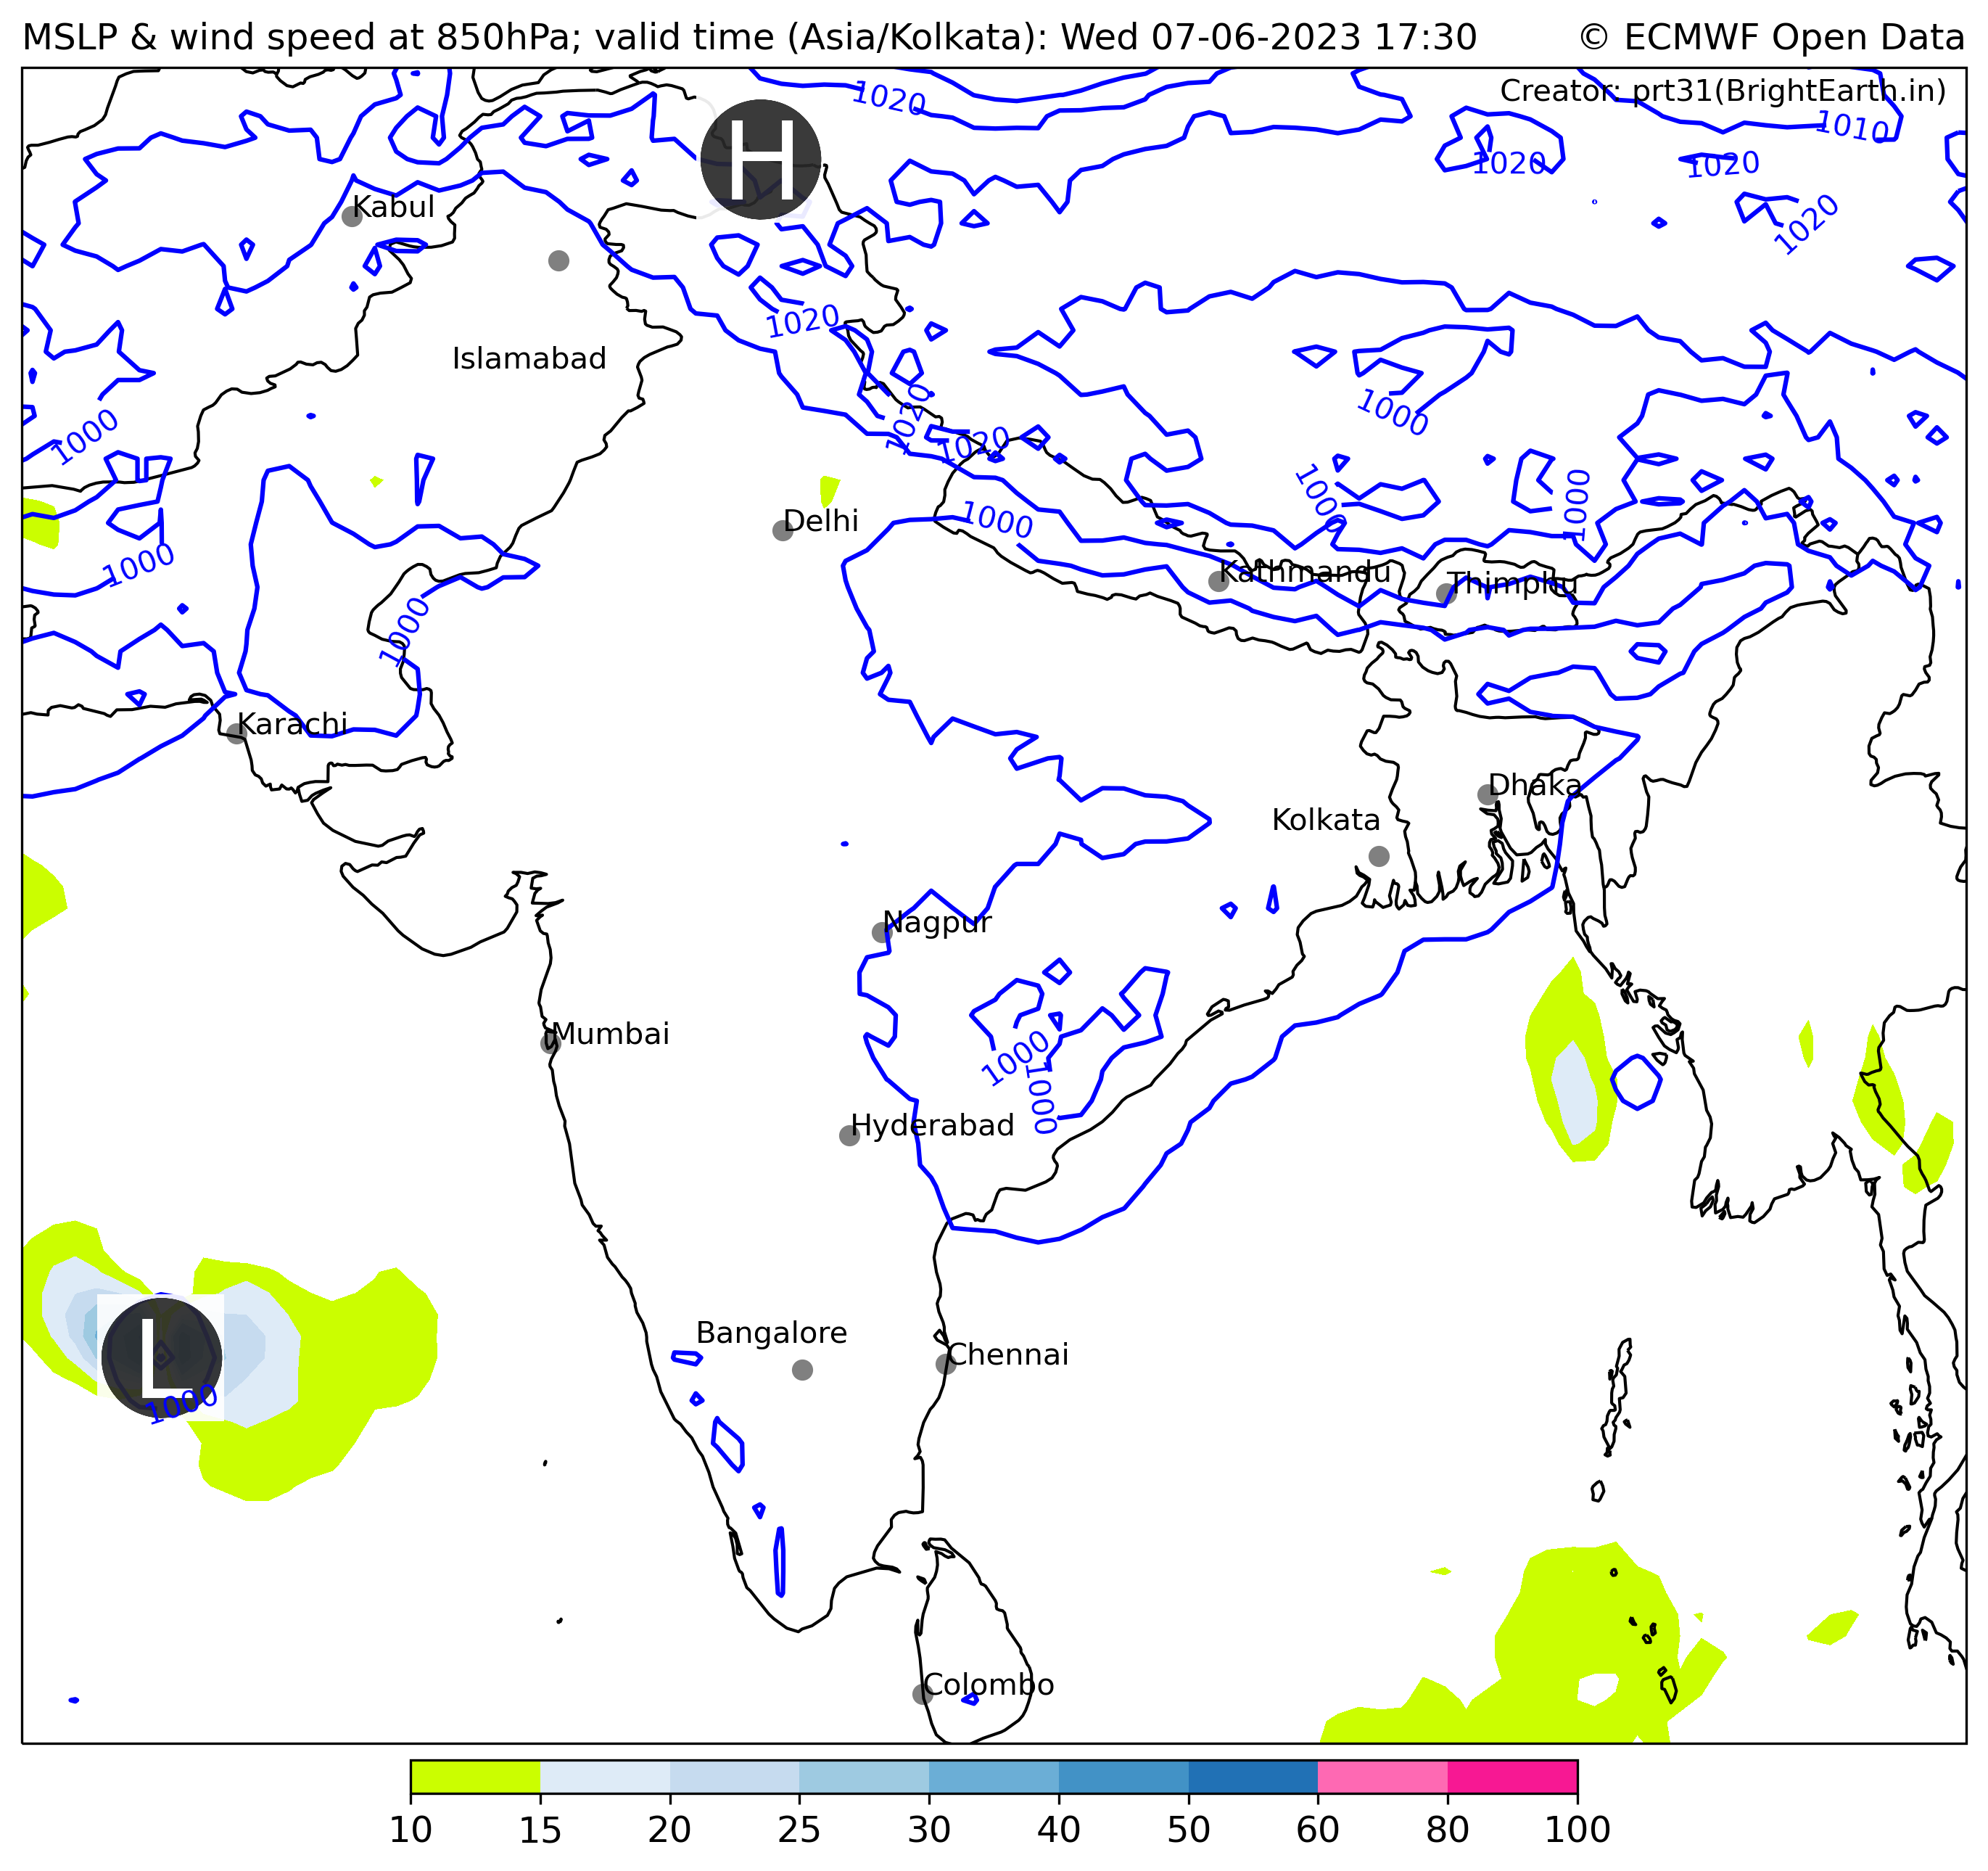 MSLP & wind speed at 850hPa; valid time (Asia/Kolkata): Wed 07-06-2023 17:30
© ECMWF Open Data
Creator: prt31(BrightEarth.in)
1020
1010
H
1020
1020
Kabul
1020
1020
Islamabad
1020
1000
1000
1020
1000
1000
1000
1000
Delhi
1000
Kathmandu
Thimphu
1000
Karachi
Dhaka
Kolkata
Nagpur
Mumbai
1000
1000
Hyderabad
Bangalore
Chennai
L
1000
Colombo
10 15 20 25 30 40 50 60 80 100